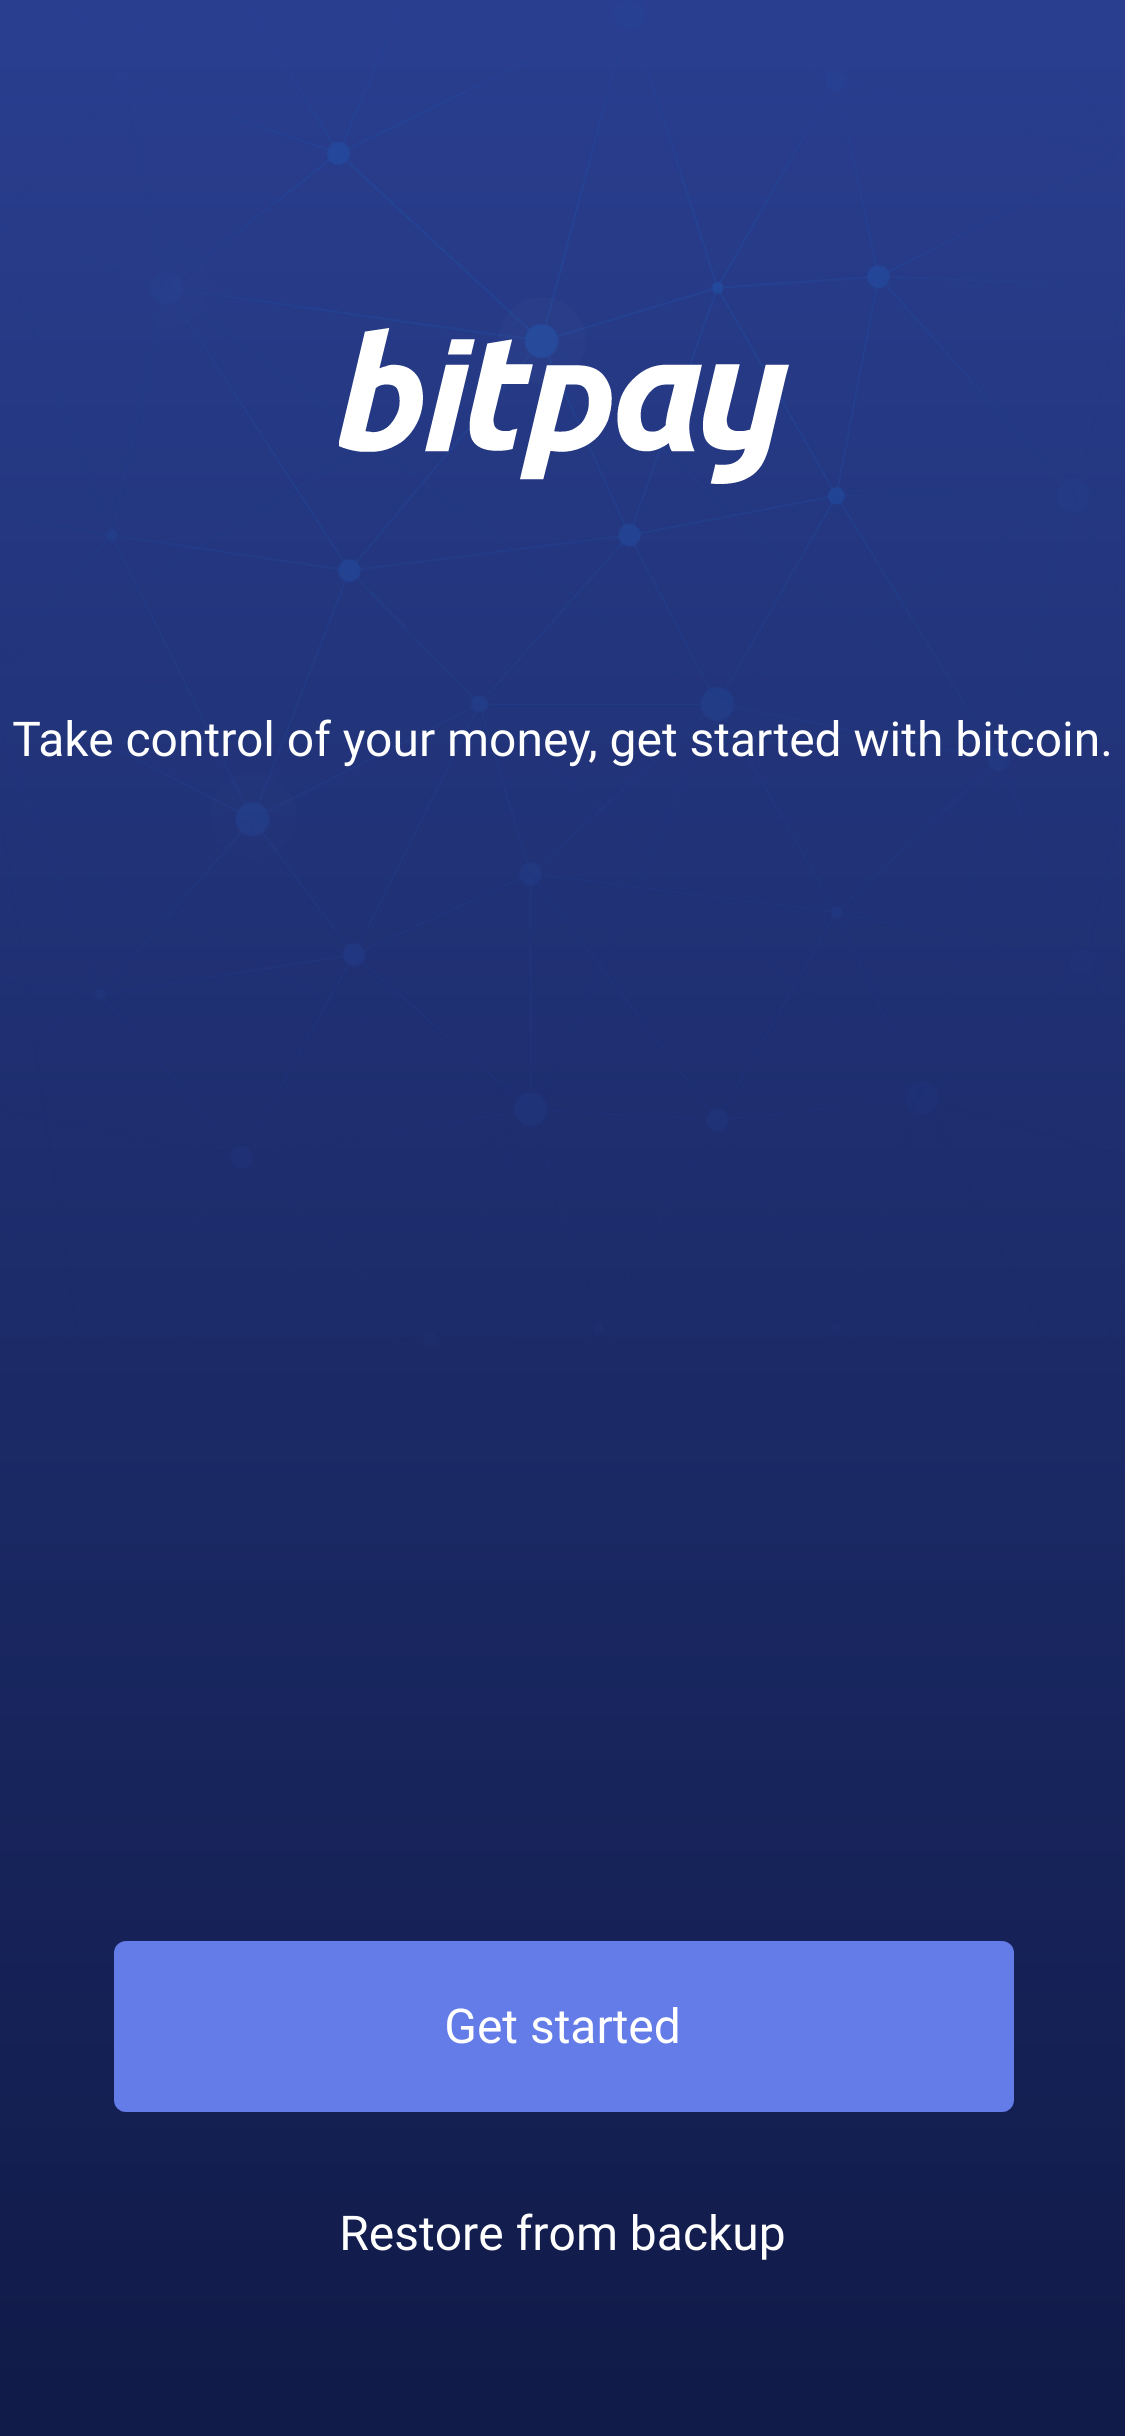 bitpay
Take control of your money, get started with bitcoin.
Get started
Restore from backup